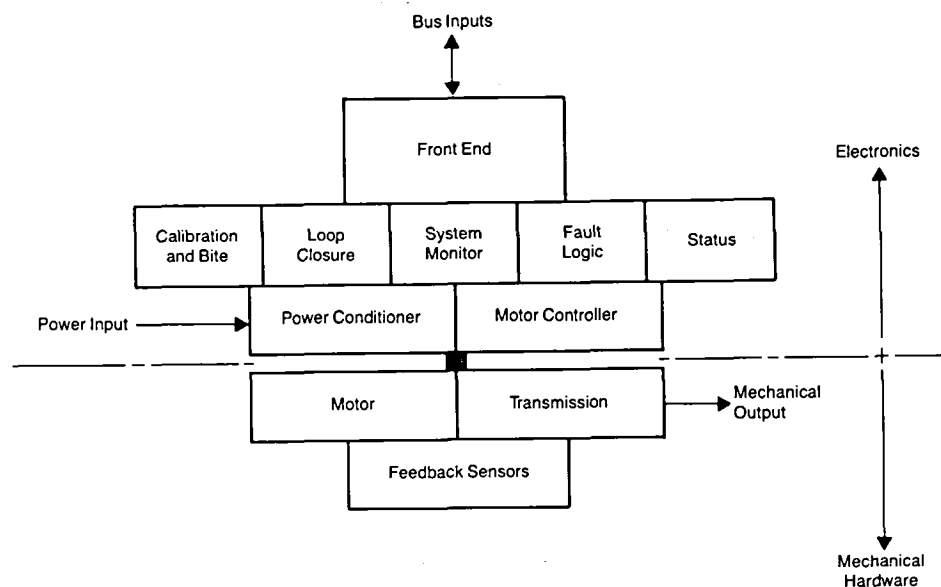 Bus Inputs
Front End
Electronics
Calibration
and Bite
Loop
Closure
System
Monitor
Fault
Logic
Status
Power Input
Power Conditioner
Motor Controller
Motor
Transmission
Mechanical
Output
Feedback Sensors
Mechanical
Hardware